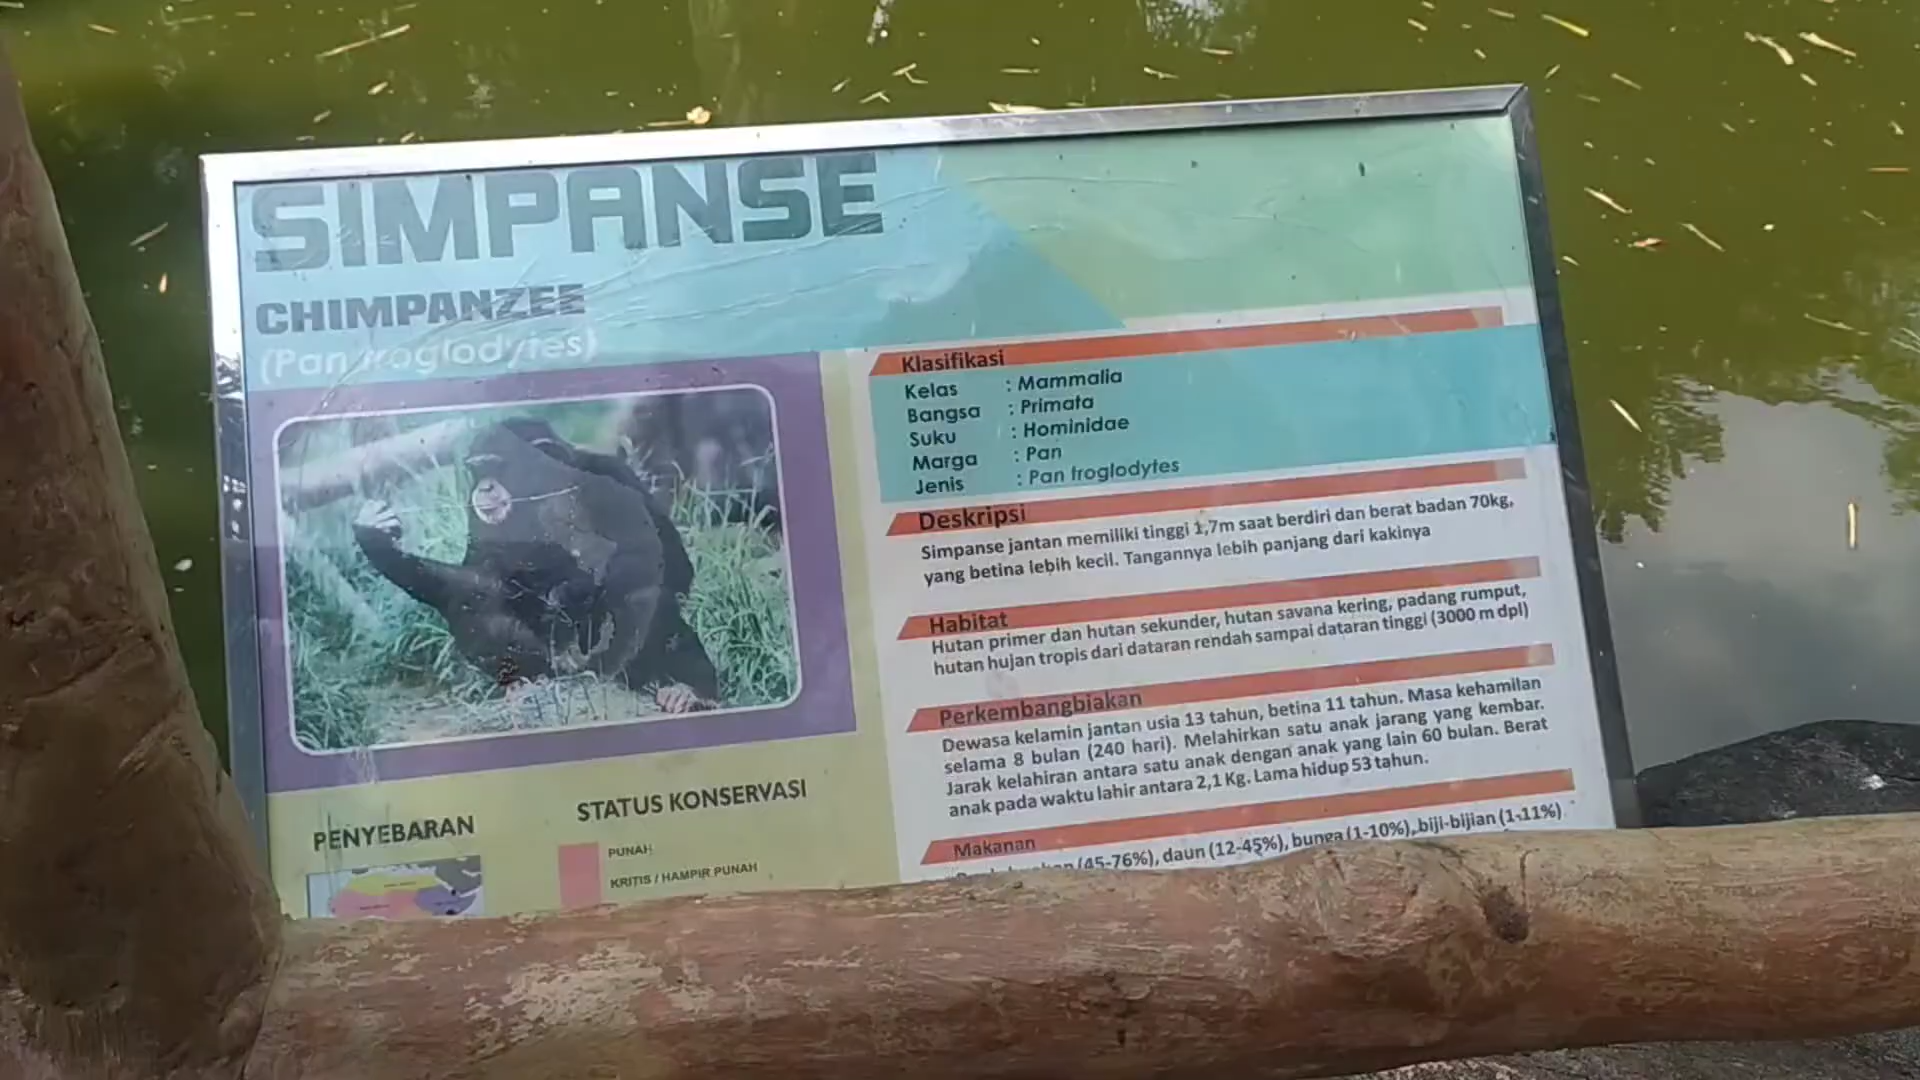 SIMPANSE
CHIMPANZEE
(Pan troglodytes)
Klasifikasi
Kelas : Mammalia
Bangsa : Primata
Suku : Hominidae
Marga : Pan
Jenis : Pan troglodytes
Deskripsi
Simpanse jantan memiliki tinggi 1,7m saat berdiri dan berat badan 70kg,
yang betina lebih kecil. Tangannya lebih panjang dari kakinya
Habitat
Hutan primer dan hutan sekunder, hutan savana kering, padang rumput,
hutan hujan tropis dari dataran rendah sampai dataran tinggi (3000 m dpl)
Perkembangbiakan
Dewasa kelamin jantan usia 13 tahun, betina 11 tahun. Masa kehamilan
selama 8 bulan (240 hari). Melahirkan satu anak jarang yang kembar.
Jarak kelahiran antara satu anak dengan anak yang lain 60 bulan. Berat
anak pada waktu lahir antara 2,1 Kg. Lama hidup 53 tahun.
Makanan
(45-76%), daun (12-45%), bunga (1-10%), biji-bijian (1-11%)
PENYEBARAN
STATUS KONSERVASI
PUNAH
KRITIS / HAMPIR PUNAH